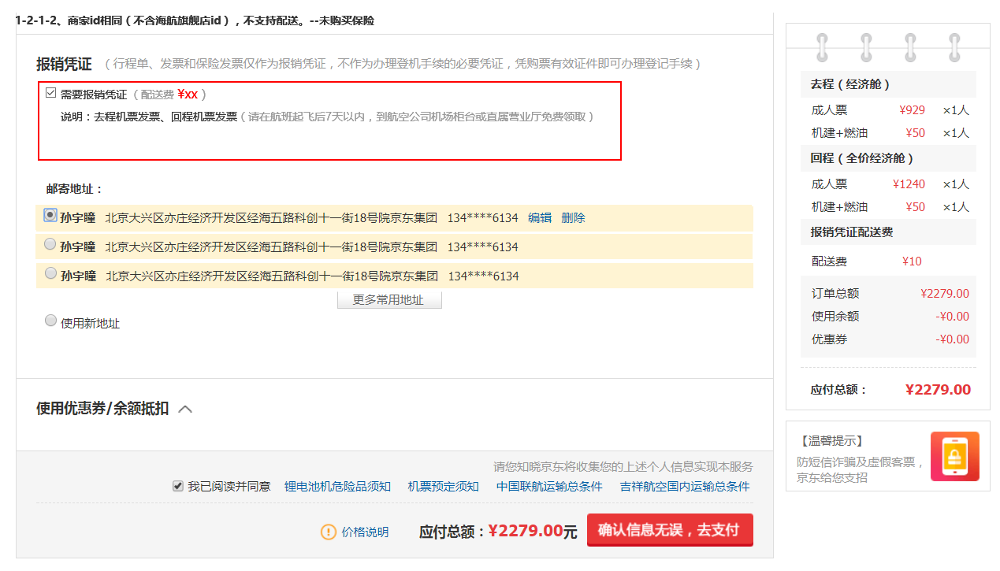 1-2-1-2、商家id相同（不含海航旗舰店id），不支持配送。--未购买保险
报销凭证 （行程单、发票和保险发票仅作为报销凭证，不作为办理登机手续的必要凭证，凭购票有效证件即可办理登记手续）
需要报销凭证（配送费 ¥xx ）
说明：去程机票发票、回程机票发票（请在航班起飞后7天以内，到航空公司机场柜台或直属营业厅免费领取）
邮寄地址：
孙宇曈 北京大兴区亦庄经济开发区经海五路科创十一街18号院京东集团 134****6134 编辑 删除
孙宇曈 北京大兴区亦庄经济开发区经海五路科创十一街18号院京东集团 134****6134
孙宇曈 北京大兴区亦庄经济开发区经海五路科创十一街18号院京东集团 134****6134
更多常用地址
使用新地址
使用优惠券/余额抵扣
请您知晓京东将收集您的上述个人信息实现本服务
我已阅读并同意 锂电池机危险品须知 机票预定须知 中国联航运输总条件 吉祥航空国内运输总条件
价格说明 应付总额：¥2279.00元 确认信息无误，去支付
去程（经济舱）
成人票 ¥929 ×1人
机建+燃油 ¥50 ×1人
回程（全价经济舱）
成人票 ¥1240 ×1人
机建+燃油 ¥50 ×1人
报销凭证配送费
配送费 ¥10
订单总额 ¥2279.00
使用余额 -¥0.00
优惠券 -¥0.00
应付总额： ¥2279.00
【温馨提示】
防短信诈骗及虚假客票，
京东给您支招